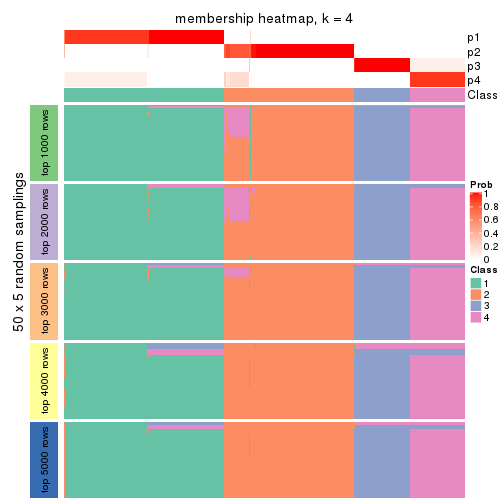 membership heatmap, k = 4
p1
p2
p3
p4
Class
50 x 5 random samplings
top 1000 rows
top 2000 rows
top 3000 rows
top 4000 rows
top 5000 rows
Prob
1
0.8
0.6
0.4
0.2
0
Class
1
2
3
4